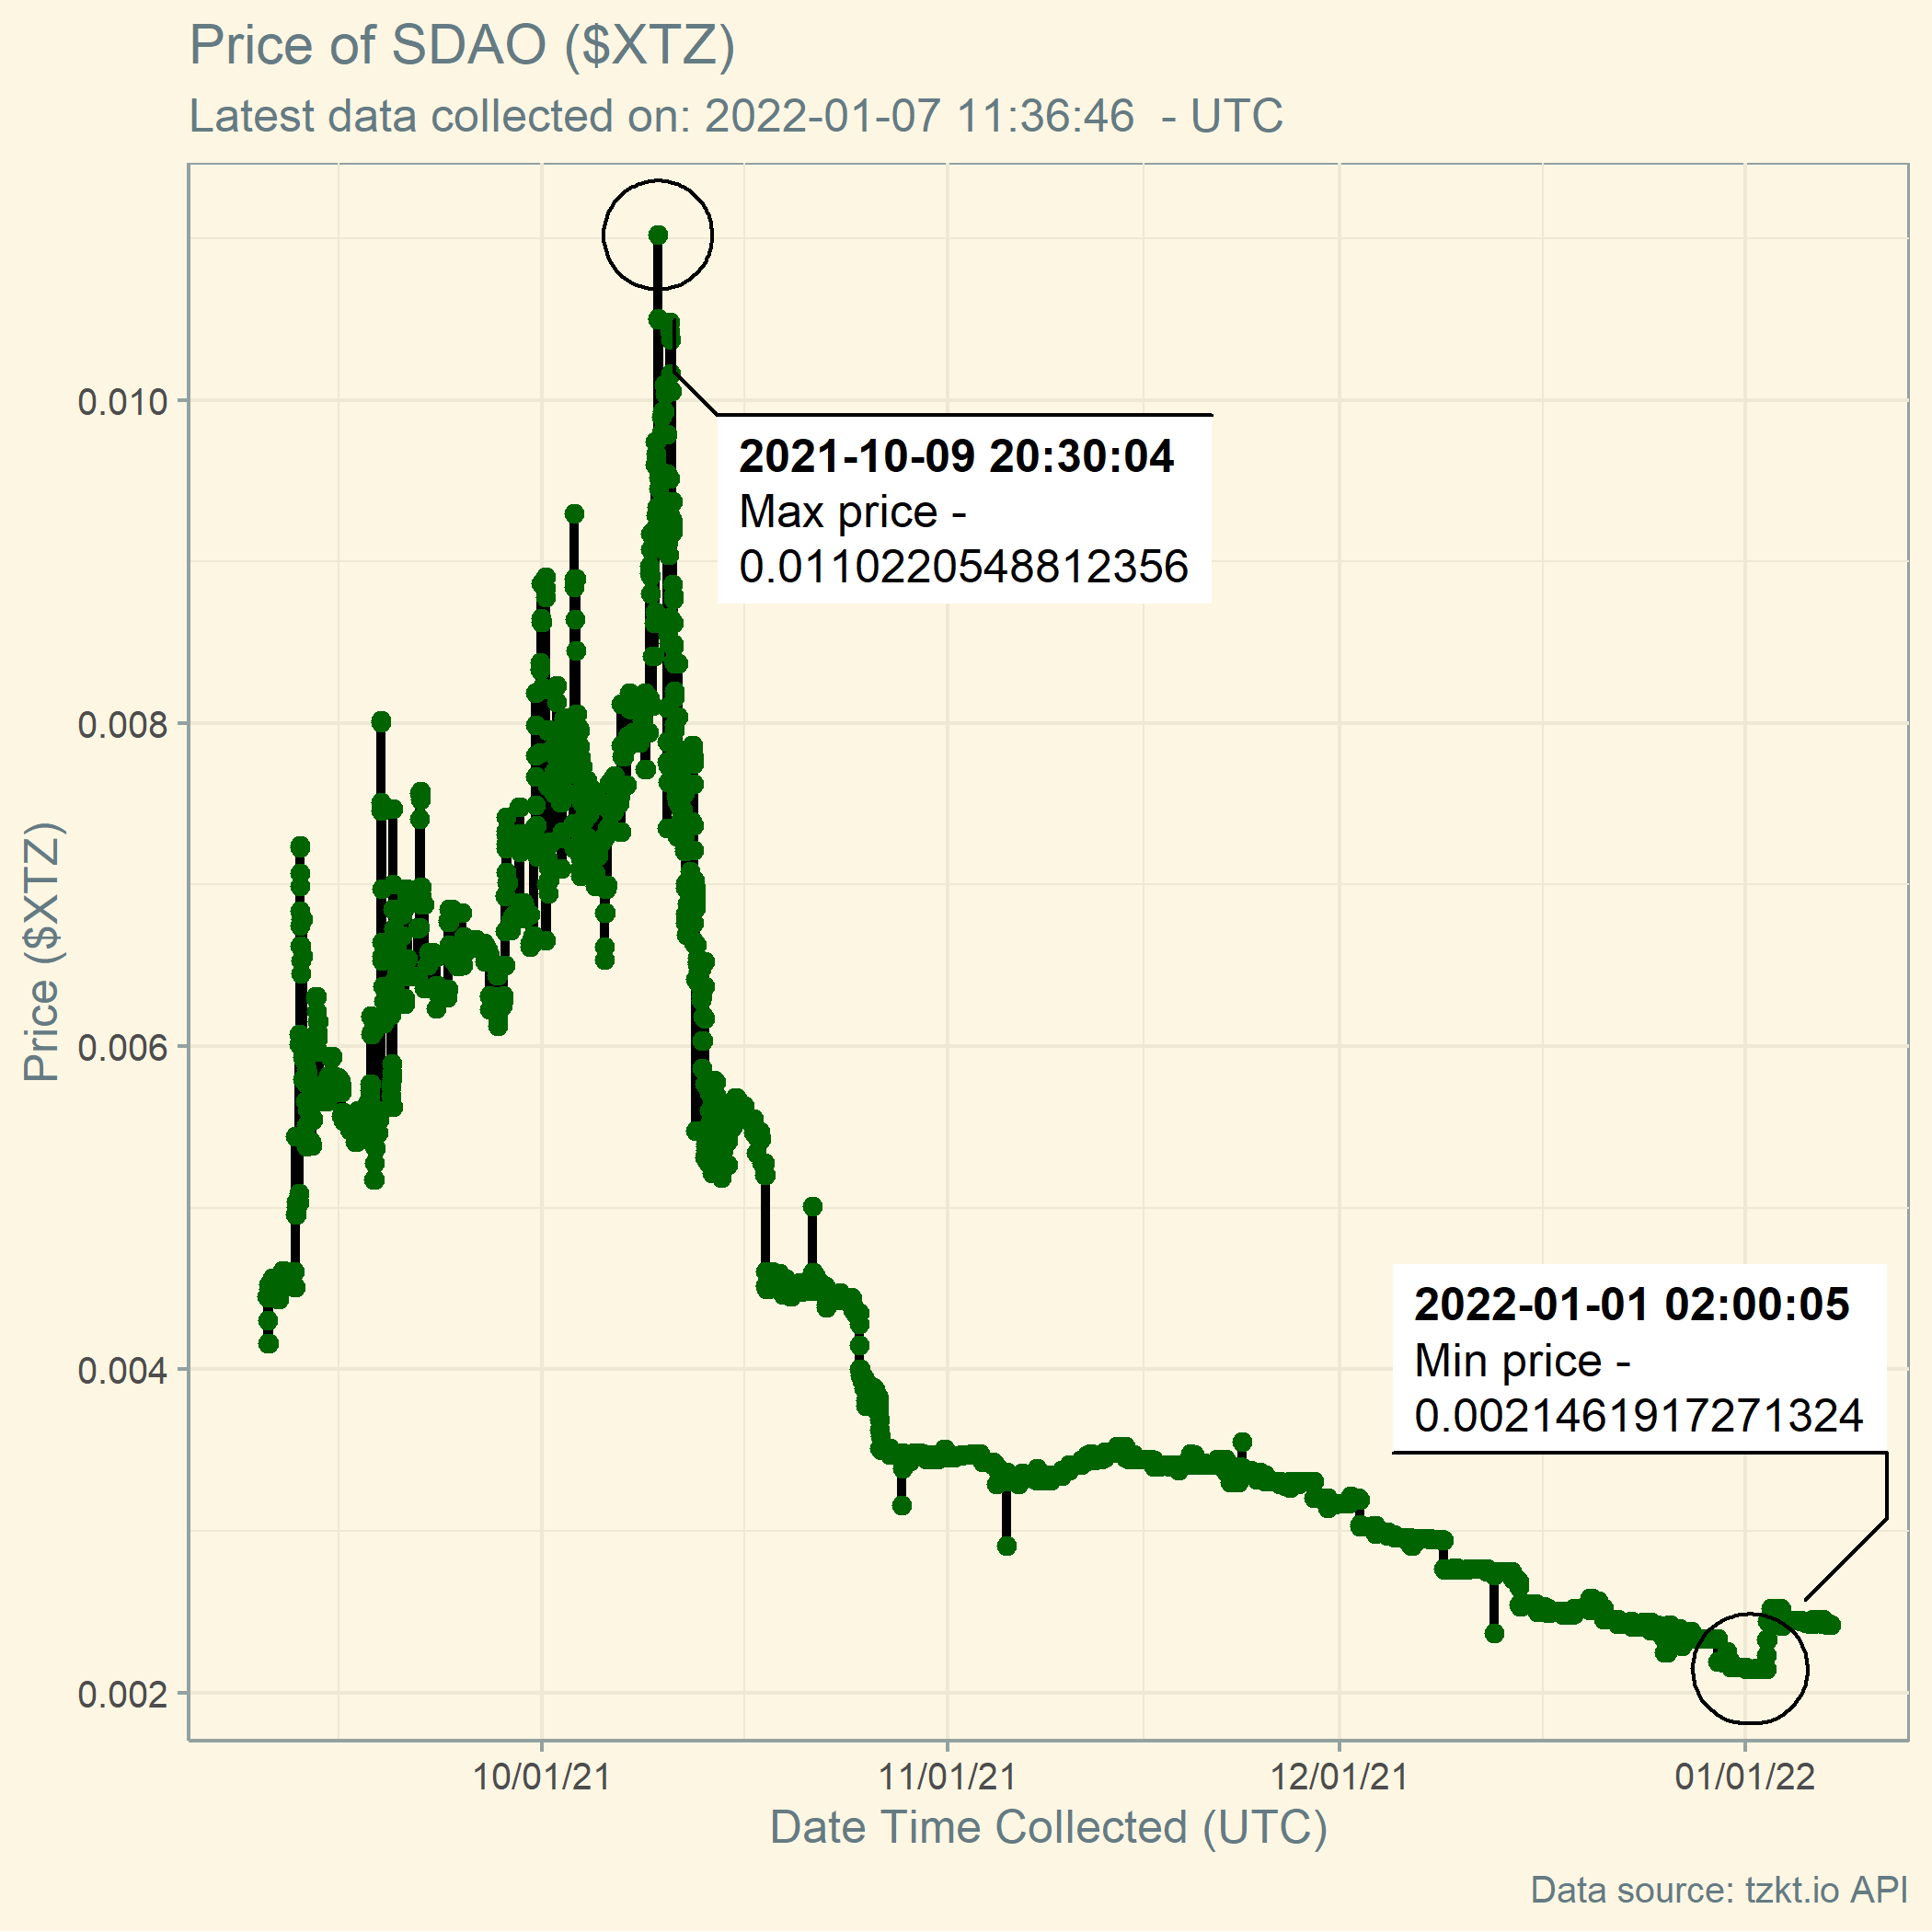 Price of SDAO ($XTZ)
Latest data collected on: 2022-01-07 11:36:46  - UTC
Price ($XTZ)
0.010
0.008
0.006
0.004
0.002
2021-10-09 20:30:04
Max price -
0.0110220548812356
2022-01-01 02:00:05
Min price -
0.0021461917271324
10/01/21
11/01/21
12/01/21
01/01/22
Date Time Collected (UTC)
Data source: tzkt.io API